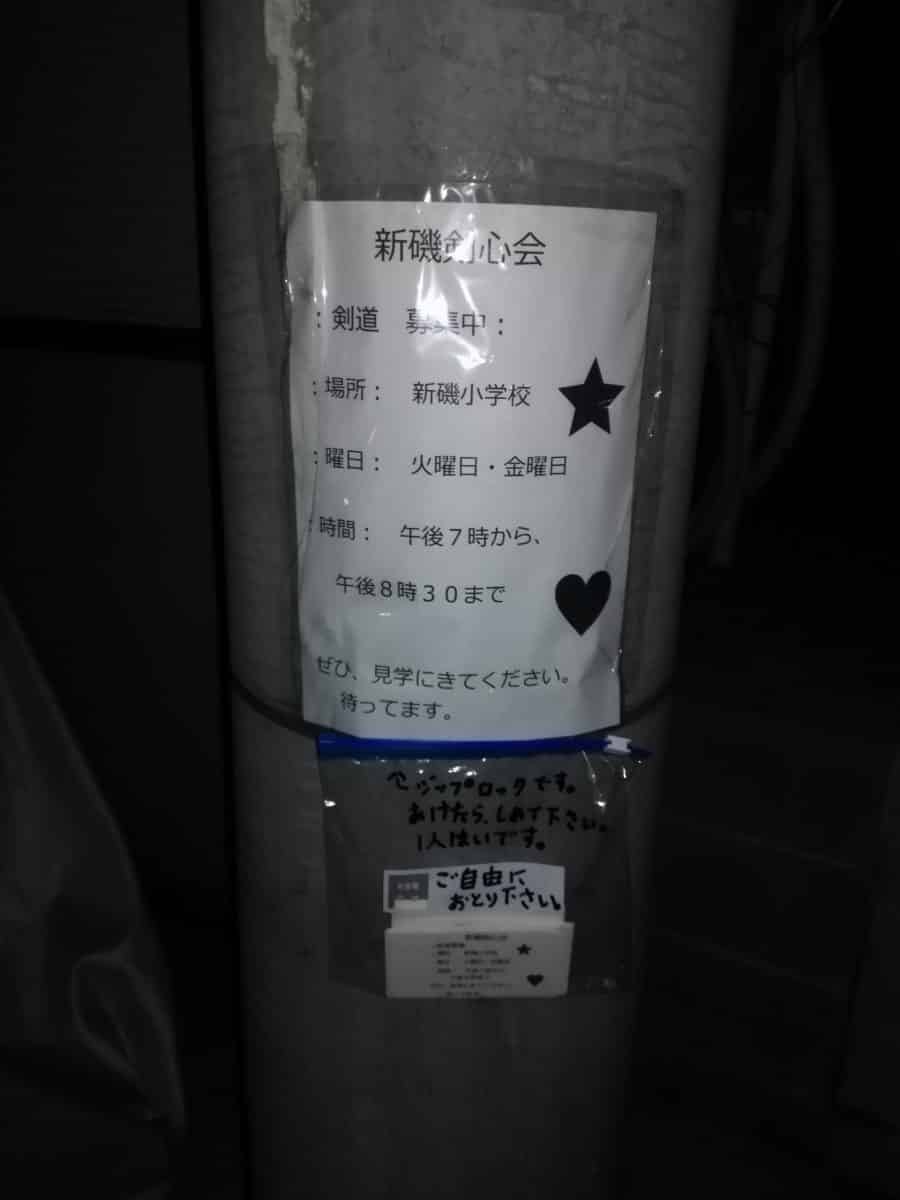 新磯剣心会
：剣道　募集中：
：場所：　新磯小学校
：曜日：　火曜日・金曜日
：時間：　午後７時から、
午後８時３０まで
ぜひ、見学にきてください。
待ってます。
↑ジップロックです。
あけたら、しめて下さい。
1人1まいです。
ご自由に
おとり下さい。